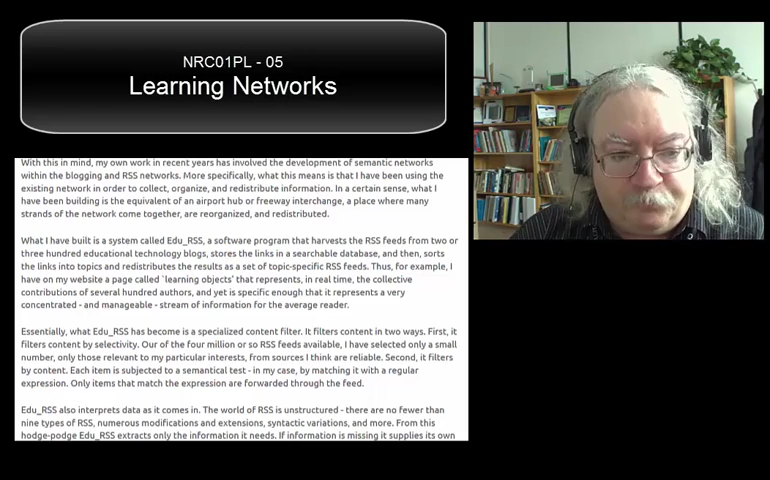 NRC01PL - 05
Learning Networks
With this in mind, my own work in recent years has involved the development of semantic networks
within the blogging and RSS networks. More specifically, what this means is that I have been using the
existing network in order to collect, organize, and redistribute information. In a certain sense, what I
have been building is the equivalent of an airport hub or freeway interchange, a place where many
strands of the network come together, are reorganized, and redistributed.
What I have built is a system called Edu_RSS, a software program that harvests the RSS feeds from two or
three hundred educational technology blogs, stores the links in a searchable database, and then, sorts
the links into topics and redistributes the results as a set of topic-specific RSS feeds. Thus, for example, I
have on my website a page called `learning objects' that represents, in real time, the collective
contributions of several hundred authors, and yet is specific enough that it represents a very
concentrated - and manageable - stream of information for the average reader.
Essentially, what Edu_RSS has become is a specialized content filter. It filters content in two ways. First, it
filters content by selectivity. Our of the four million or so RSS feeds available, I have selected only a small
number, only those relevant to my particular interests, from sources I think are reliable. Second, it filters
by content. Each item is subjected to a semantical test - in my case, by matching it with a regular
expression. Only items that match the expression are forwarded through the feed.
Edu_RSS also interprets data as it comes in. The world of RSS is unstructured - there are no fewer than
nine types of RSS, numerous modifications and extensions, syntactic variations, and more. From this
hodge-podge Edu_RSS extracts only the information it needs. If information is missing it supplies its own